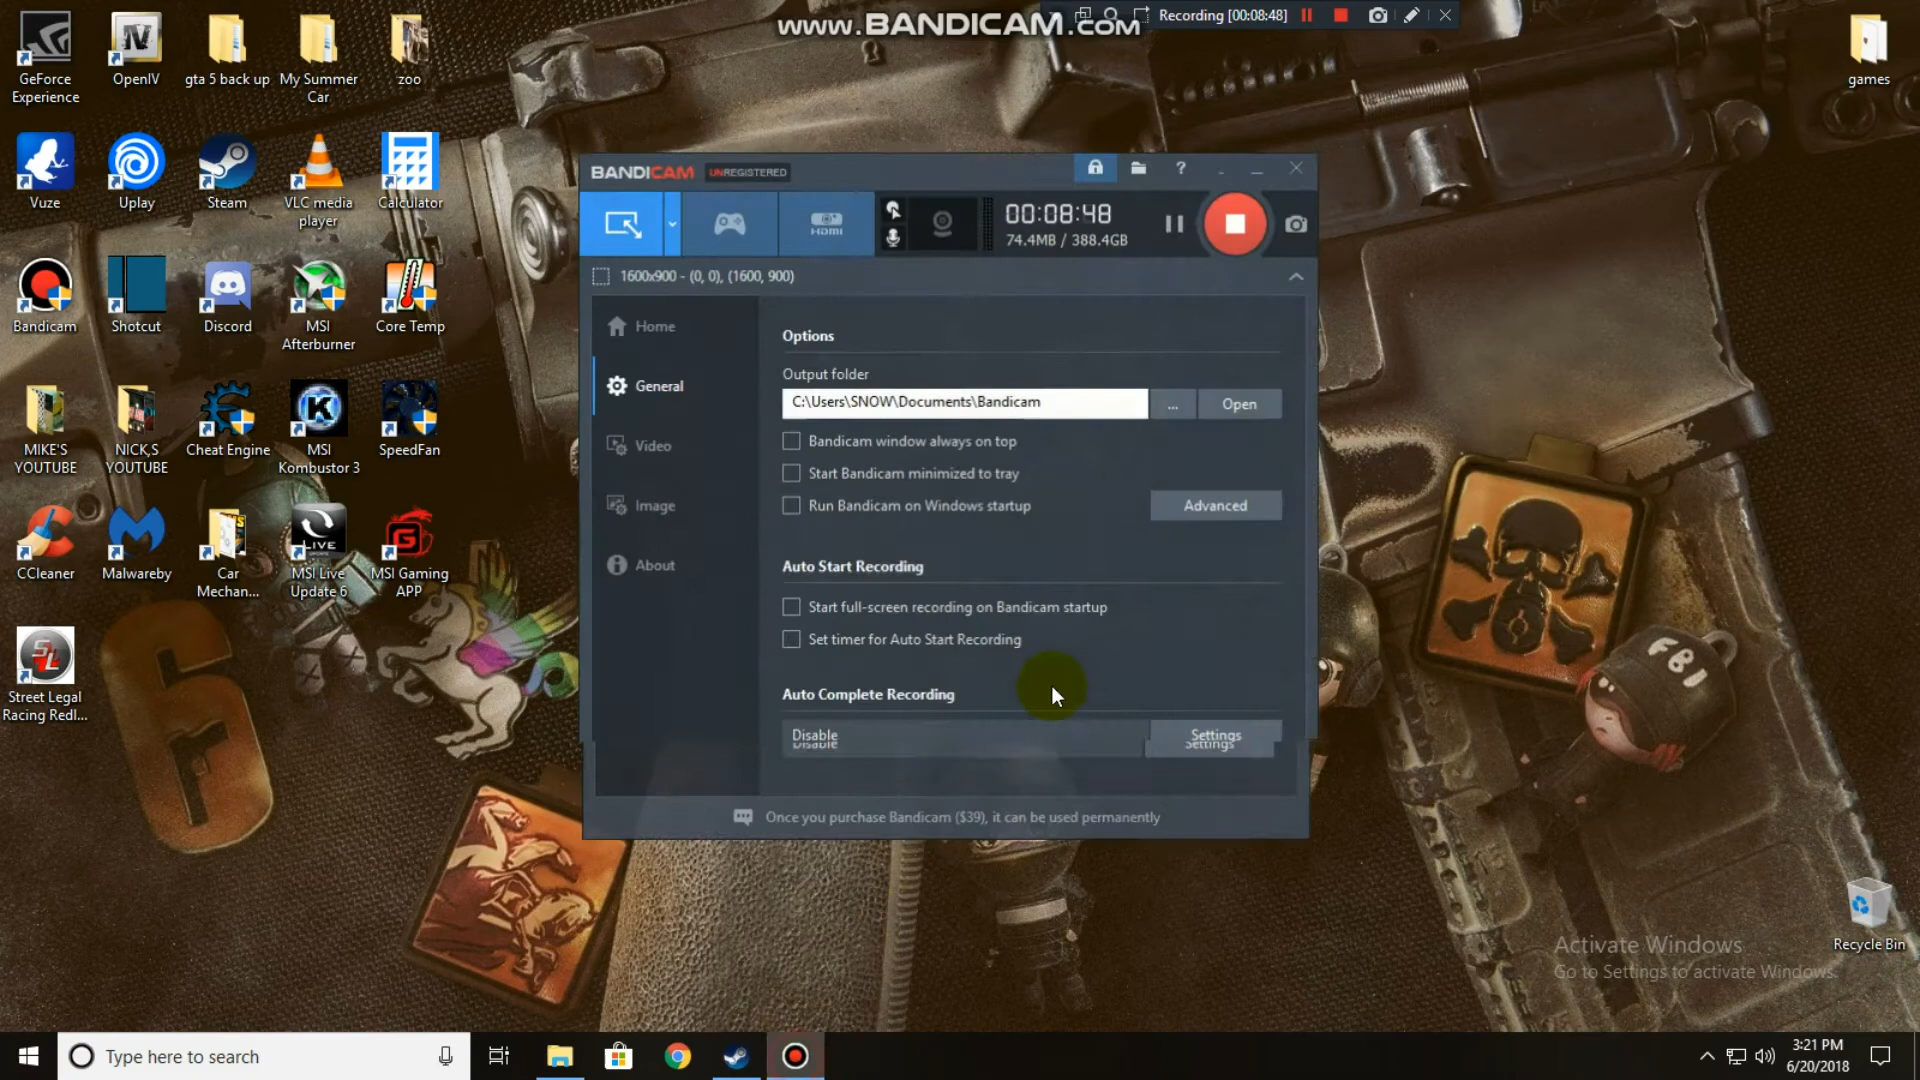 www.BANDICAM.com
Recording [00:08:48]
GeForce
Experience
OpenIV
gta 5 back up
My Summer
Car
zoo
games
Vuze
Uplay
Steam
VLC media
player
Calculator
Bandicam
Shotcut
Discord
MSI
Afterburner
Core Temp
MIKE'S
YOUTUBE
NICK,S
YOUTUBE
Cheat Engine
MSI
Kombustor 3
SpeedFan
CCleaner
Malwareby
Car
Mechan...
LIVE
MSI Live
Update 6
MSI Gaming
APP
Street Legal
Racing Redl...
BANDICAM UNREGISTERED
?
HDMI
00:08:48
74.4MB / 388.4GB
1600x900 - (0, 0), (1600, 900)
Home
General
Video
Image
About
Options
Output folder
C:\Users\SNOW\Documents\Bandicam
...
Open
Bandicam window always on top
Start Bandicam minimized to tray
Run Bandicam on Windows startup
Advanced
Auto Start Recording
Start full-screen recording on Bandicam startup
Set timer for Auto Start Recording
Auto Complete Recording
Disable
Settings
Disable
Settings
Once you purchase Bandicam ($39), it can be used permanently
6
FBI
Activate Windows
Go to Settings to activate Windows.
Recycle Bin
Type here to search
3:21 PM
6/20/2018